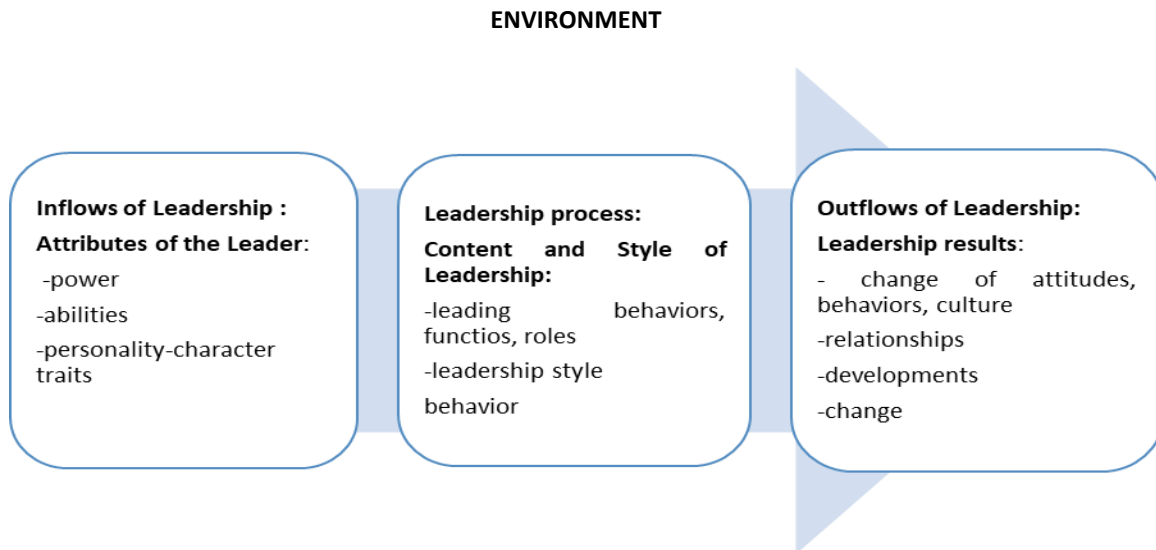 ENVIRONMENT
Inflows of Leadership :
Attributes of the Leader:
-power
-abilities
-personality-character
traits
Leadership process:
Content and Style of
Leadership:
-leading behaviors,
functios, roles
-leadership style
behavior
Outflows of Leadership:
Leadership results:
- change of attitudes,
behaviors, culture
-relationships
-developments
-change